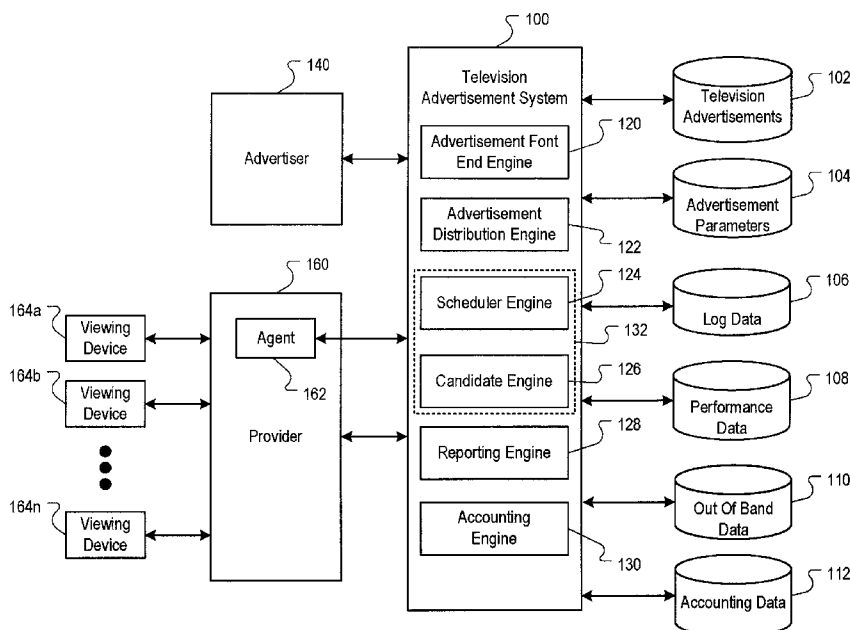 100
140
Television
Advertisement System
Television
Advertisements
102
Advertiser
Advertisement Font
End Engine
120
Advertisement
Parameters
104
Advertisement
Distribution Engine
122
160
164a
Viewing
Device
Agent
162
Scheduler Engine
124
132
Log Data
106
164b
Viewing
Device
Candidate Engine
126
Performance
Data
108
Provider
Reporting Engine
128
164n
Viewing
Device
Out Of Band
Data
110
Accounting
Engine
130
Accounting Data
112